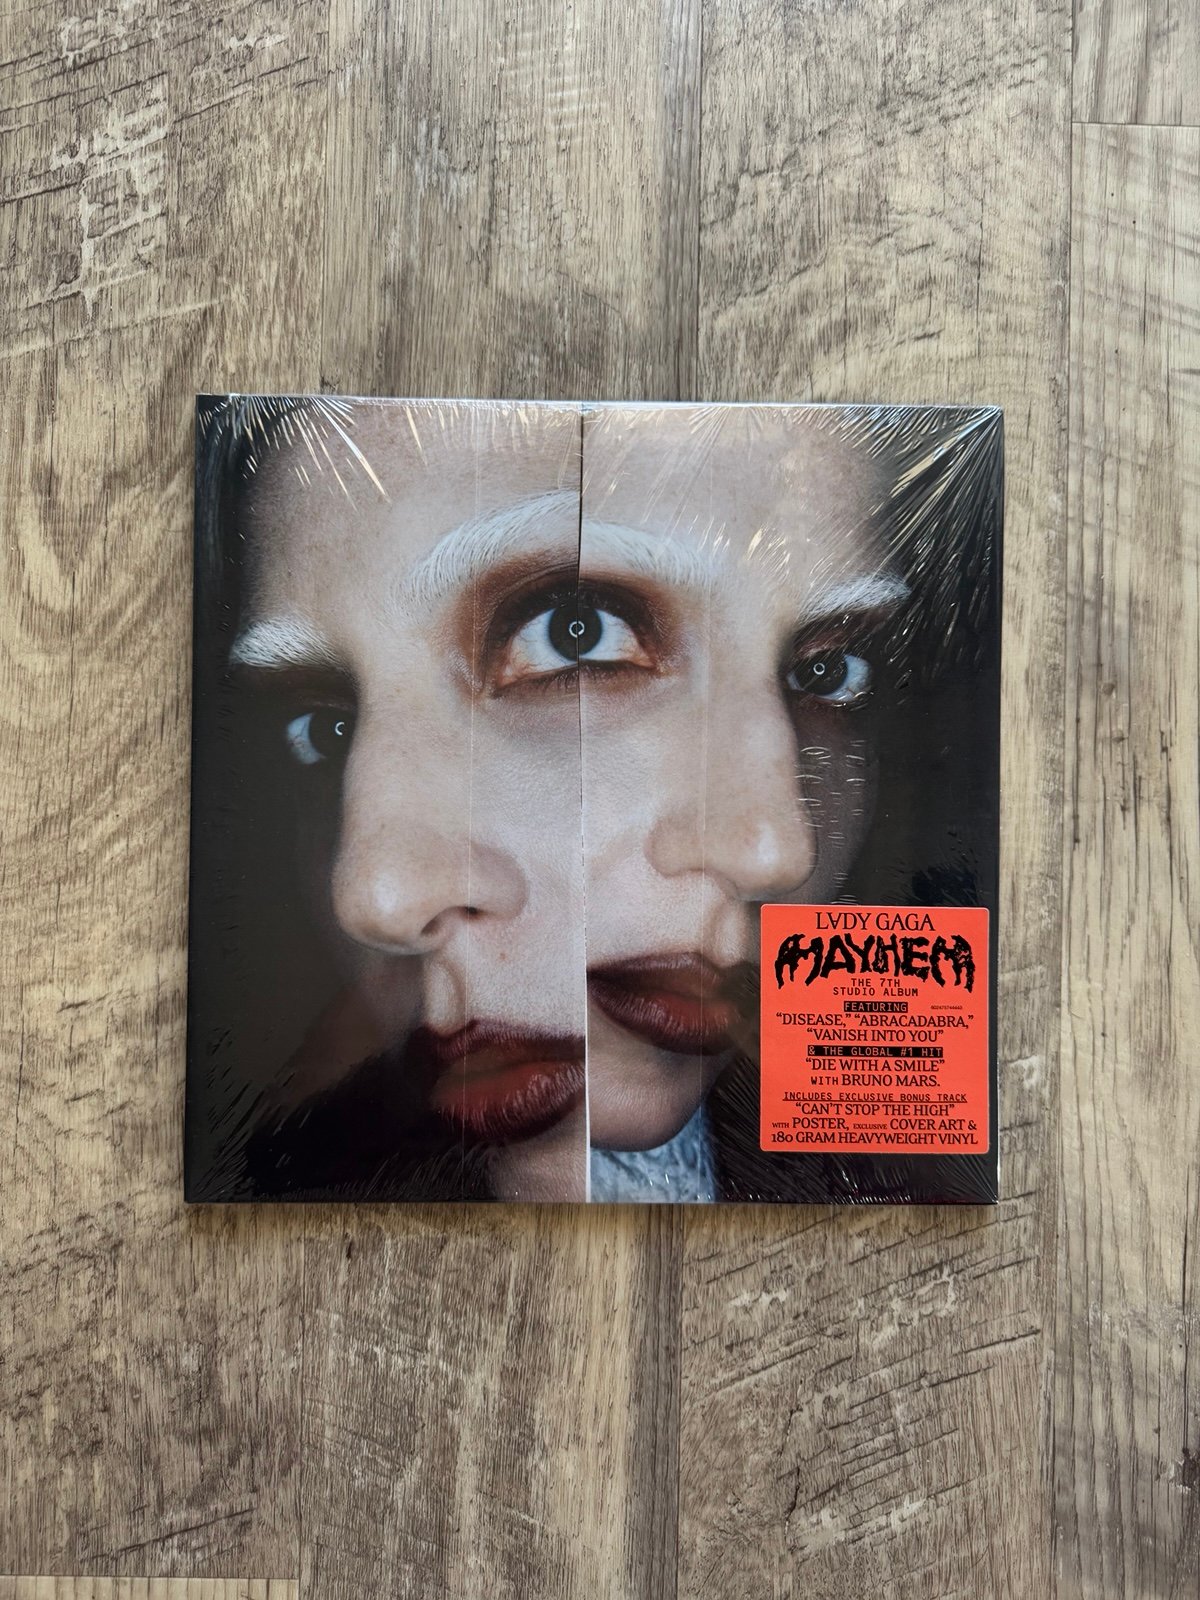 LVDY GAGA
MAYHEM
THE 7TH
STUDIO ALBUM
FEATURING 602475744663
“DISEASE,” “ABRACADABRA,”
“VANISH INTO YOU”
& THE GLOBAL #1 HIT
“DIE WITH A SMILE”
WITH BRUNO MARS.
INCLUDES EXCLUSIVE BONUS TRACK
“CAN’T STOP THE HIGH”
WITH POSTER, EXCLUSIVE COVER ART &
180 GRAM HEAVYWEIGHT VINYL